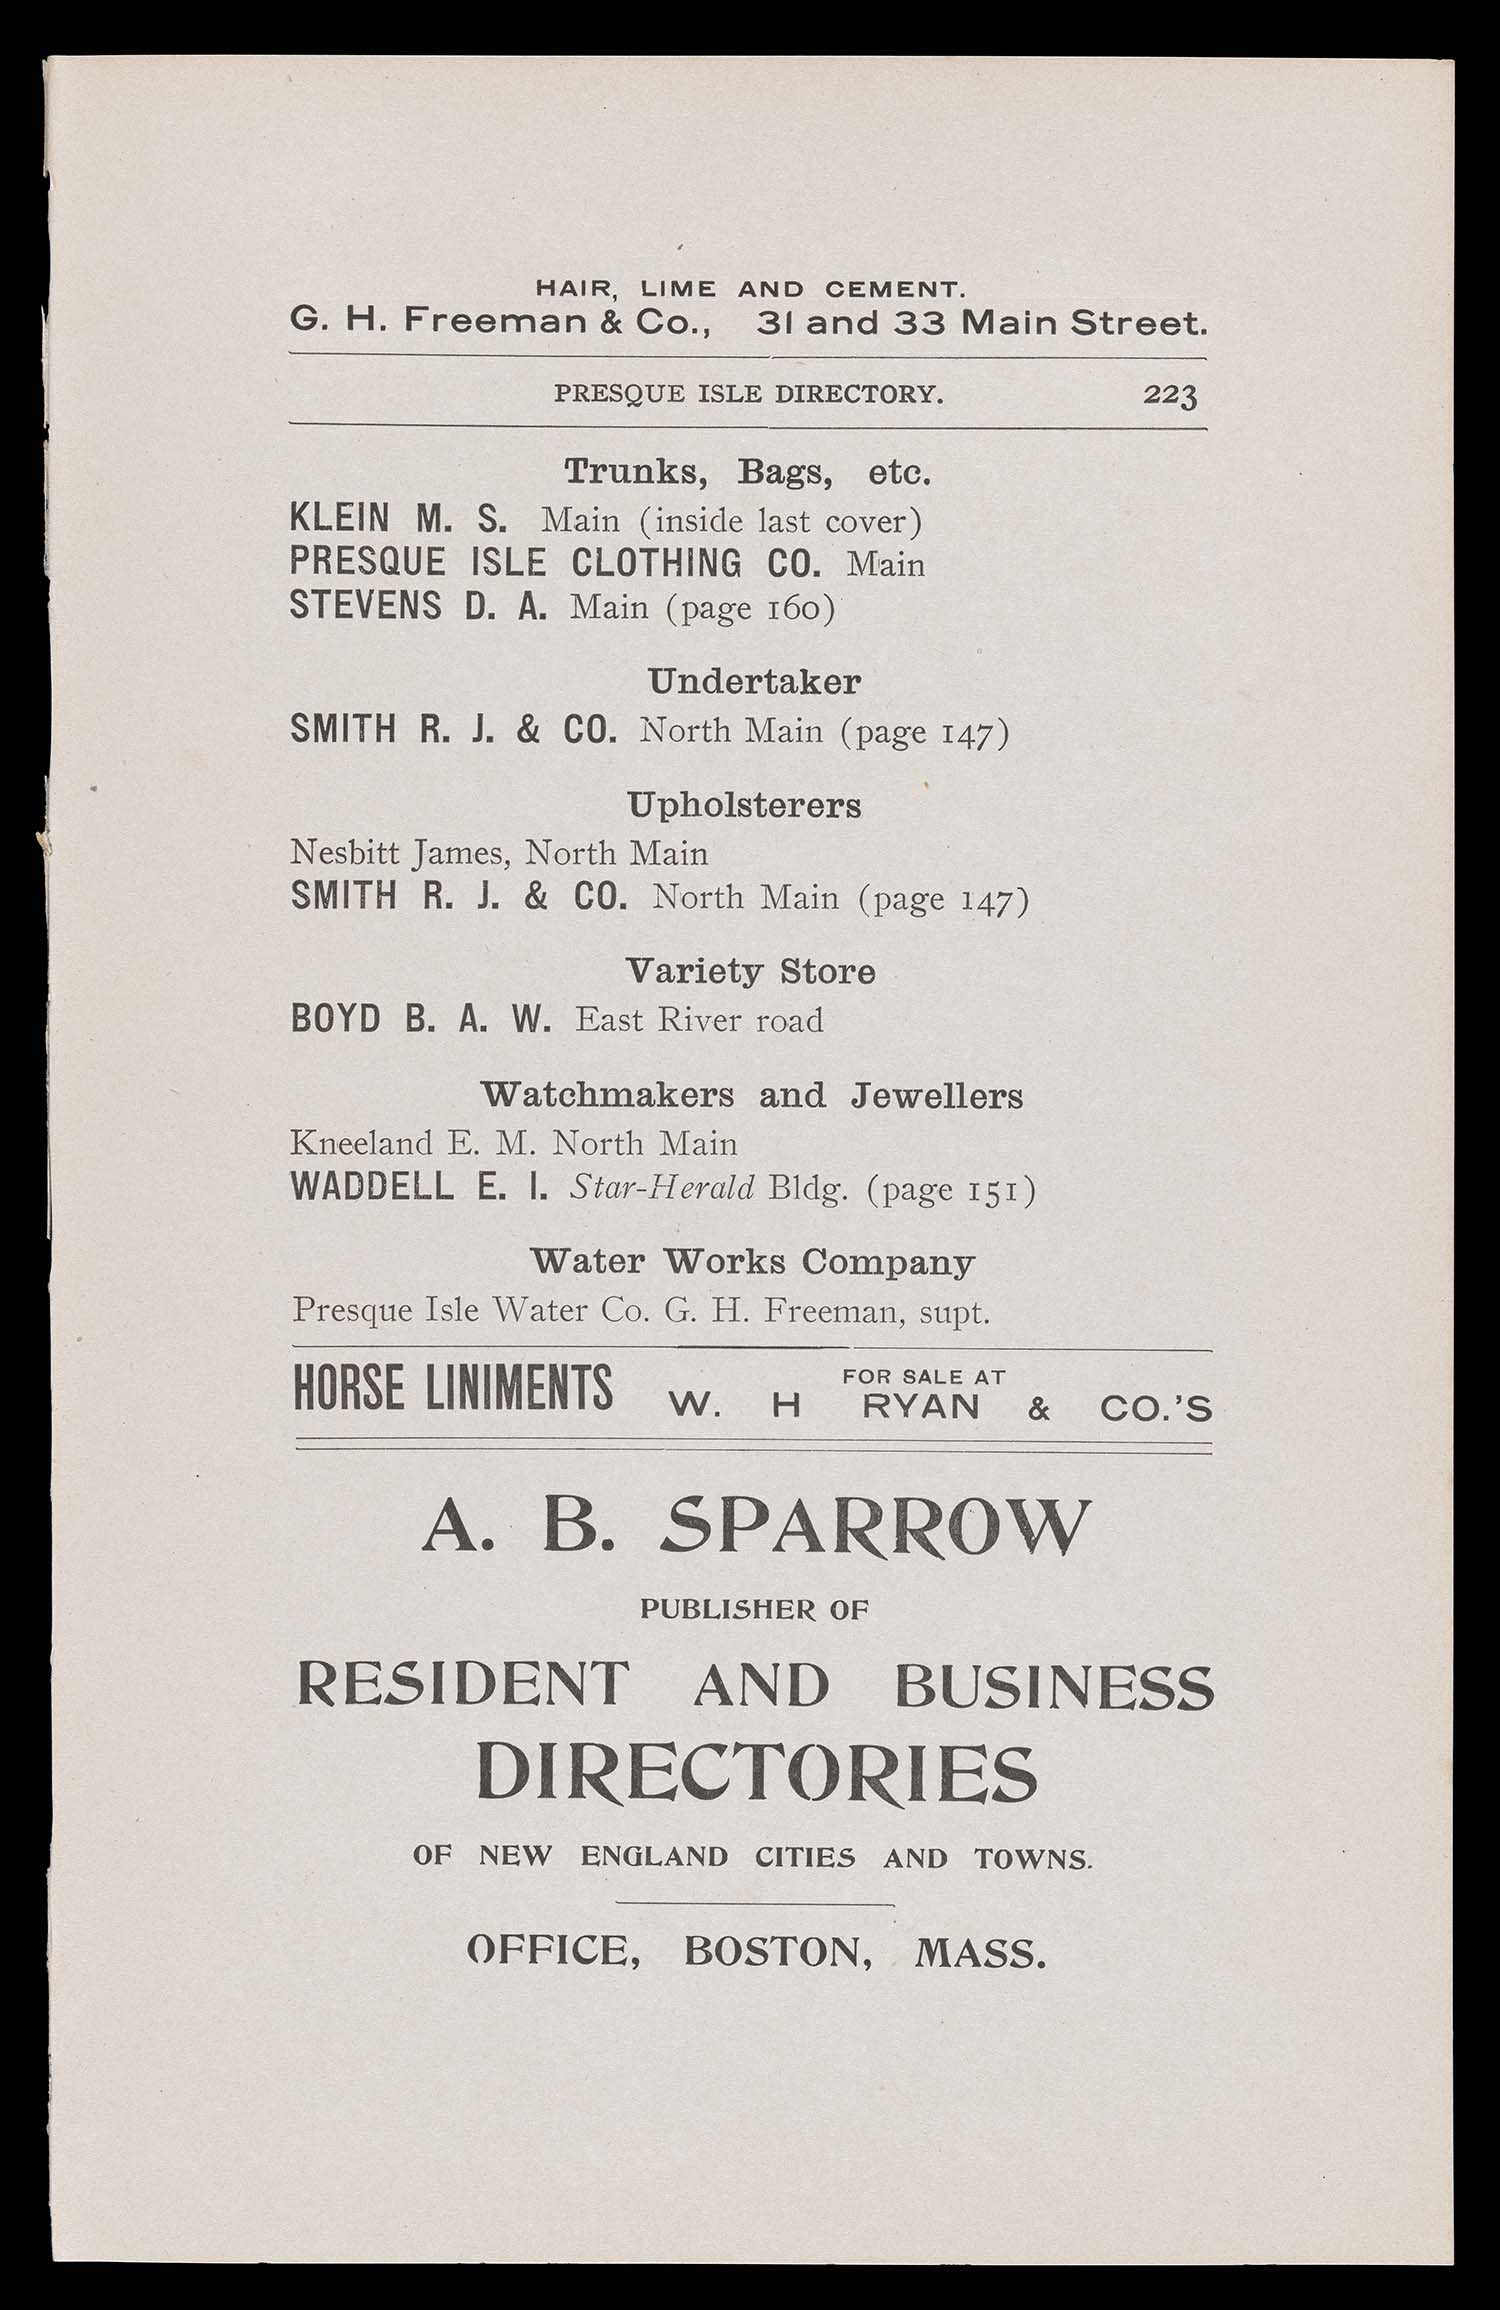 HAIR, LIME AND CEMENT.
G. H. Freeman & Co., 31 and 33 Main Street.
PRESQUE ISLE DIRECTORY. 223
Trunks, Bags, etc.
KLEIN M. S. Main (inside last cover)
PRESQUE ISLE CLOTHING CO. Main
STEVENS D. A. Main (page 160)
Undertaker
SMITH R. J. & CO. North Main (page 147)
Upholsterers
Nesbitt James, North Main
SMITH R. J. & CO. North Main (page 147)
Variety Store
BOYD B. A. W. East River road
Watchmakers and Jewellers
Kneeland E. M. North Main
WADDELL E. I. Star-Herald Bldg. (page 151)
Water Works Company
Presque Isle Water Co. G. H. Freeman, supt.
HORSE LINIMENTS FOR SALE AT
W. H RYAN & CO.'S
A. B. SPARROW
PUBLISHER OF
RESIDENT AND BUSINESS
DIRECTORIES
OF NEW ENGLAND CITIES AND TOWNS.
OFFICE, BOSTON, MASS.